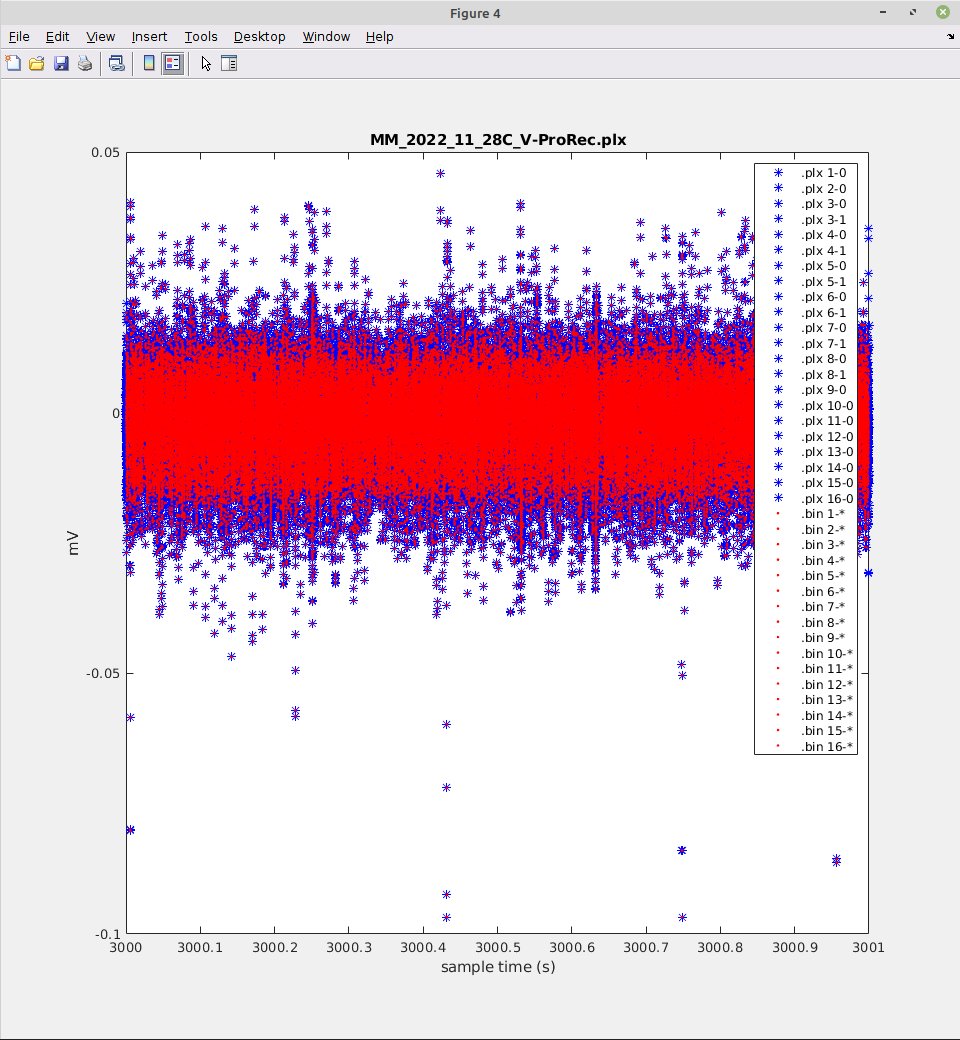 Figure 4
File Edit View Insert Tools Desktop Window Help
MM_2022_11_28C_V-ProRec.plx
0.05
0
-0.05
-0.1
mV
3000 3000.1 3000.2 3000.3 3000.4 3000.5 3000.6 3000.7 3000.8 3000.9 3001
sample time (s)
.plx 1-0
.plx 2-0
.plx 3-0
.plx 3-1
.plx 4-0
.plx 4-1
.plx 5-0
.plx 5-1
.plx 6-0
.plx 6-1
.plx 7-0
.plx 7-1
.plx 8-0
.plx 8-1
.plx 9-0
.plx 10-0
.plx 11-0
.plx 12-0
.plx 13-0
.plx 14-0
.plx 15-0
.plx 16-0
.bin 1-*
.bin 2-*
.bin 3-*
.bin 4-*
.bin 5-*
.bin 6-*
.bin 7-*
.bin 8-*
.bin 9-*
.bin 10-*
.bin 11-*
.bin 12-*
.bin 13-*
.bin 14-*
.bin 15-*
.bin 16-*